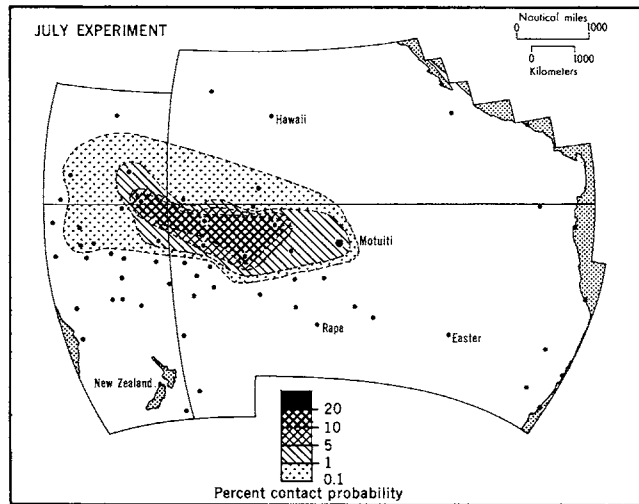 JULY EXPERIMENT
Nautical miles
0 1000
0 1000
Kilometers
Hawaii
Motuiti
Rapa
Easter
New Zealand
20
10
5
1
0.1
Percent contact probability